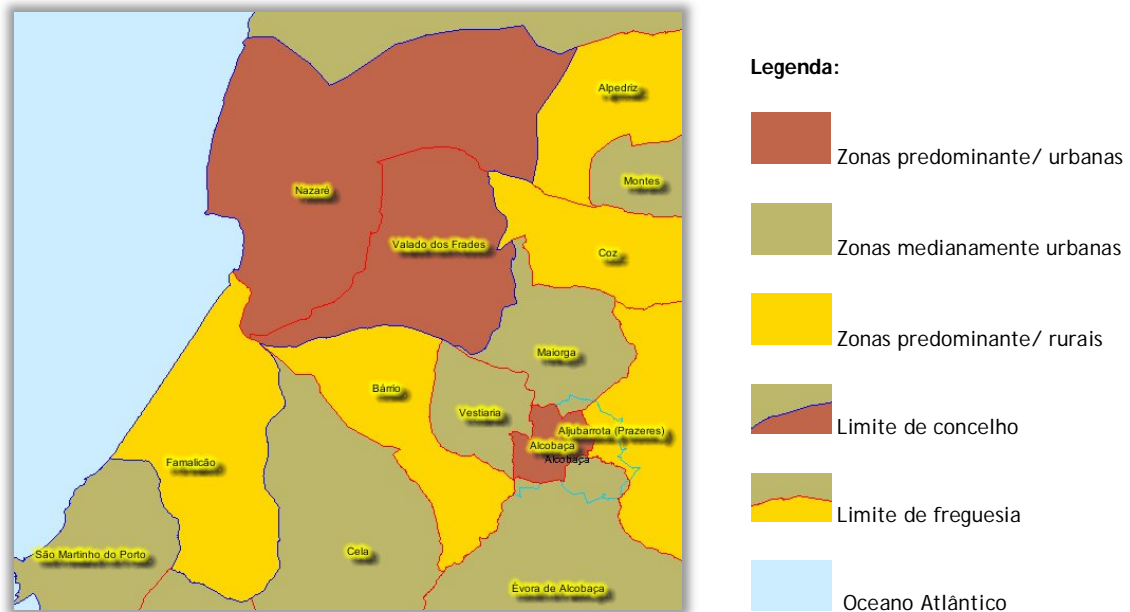 Alpedriz
Montes
Nazaré
Valado dos Frades
Coz
Maiorga
Bárrio
Vestiaria
Aljubarrota (Prazeres)
Alcobaça
Alcobaça
Famalicão
São Martinho do Porto
Cela
Évora de Alcobaça
Legenda:
Zonas predominante/ urbanas
Zonas medianamente urbanas
Zonas predominante/ rurais
Limite de concelho
Limite de freguesia
Oceano Atlântico